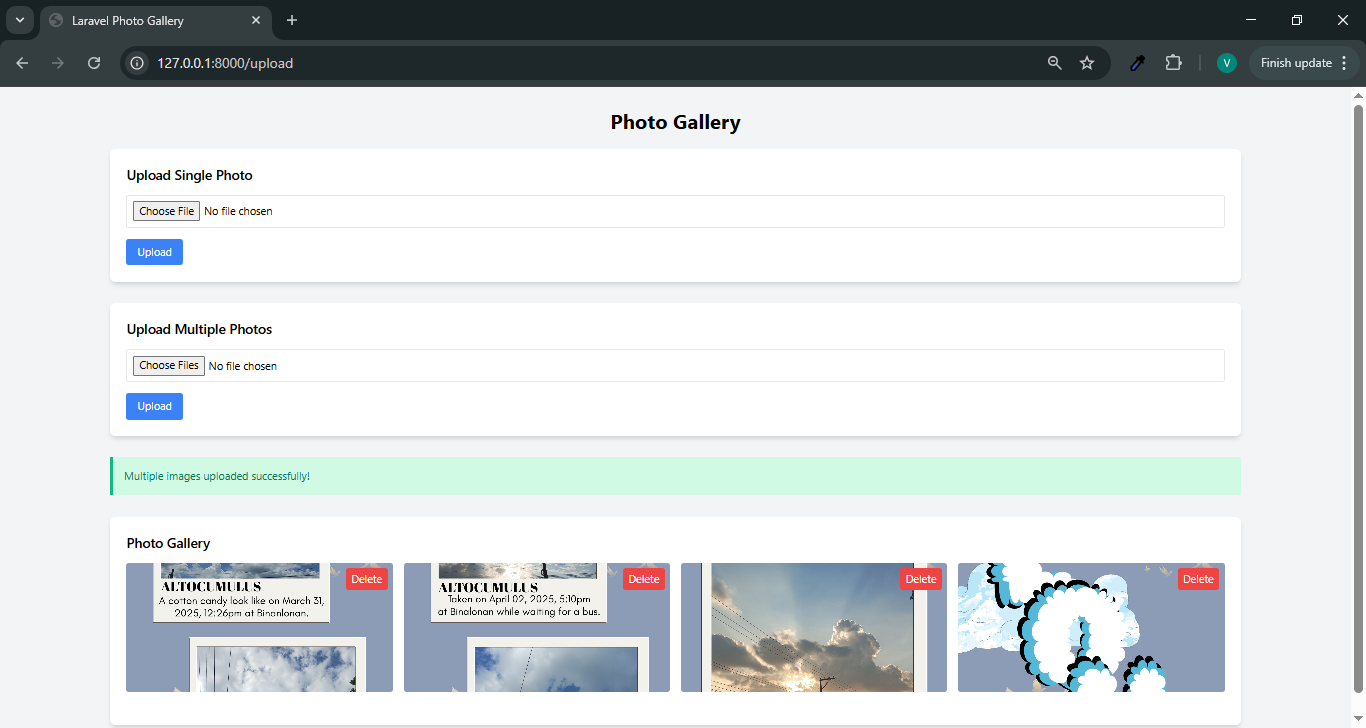 Laravel Photo Gallery
127.0.0.1:8000/upload
V
Finish update
Photo Gallery
Upload Single Photo
Choose File No file chosen
Upload
Upload Multiple Photos
Choose Files No file chosen
Upload
Multiple images uploaded successfully!
Photo Gallery
Delete
ALTOCUMULUS
A cotton candy look like on March 31,
2025, 12:26pm at Binanlonan.
Delete
ALTOCUMULUS
Taken on April 02, 2025, 5:10pm
at Binalonan while waiting for a bus.
Delete
Delete